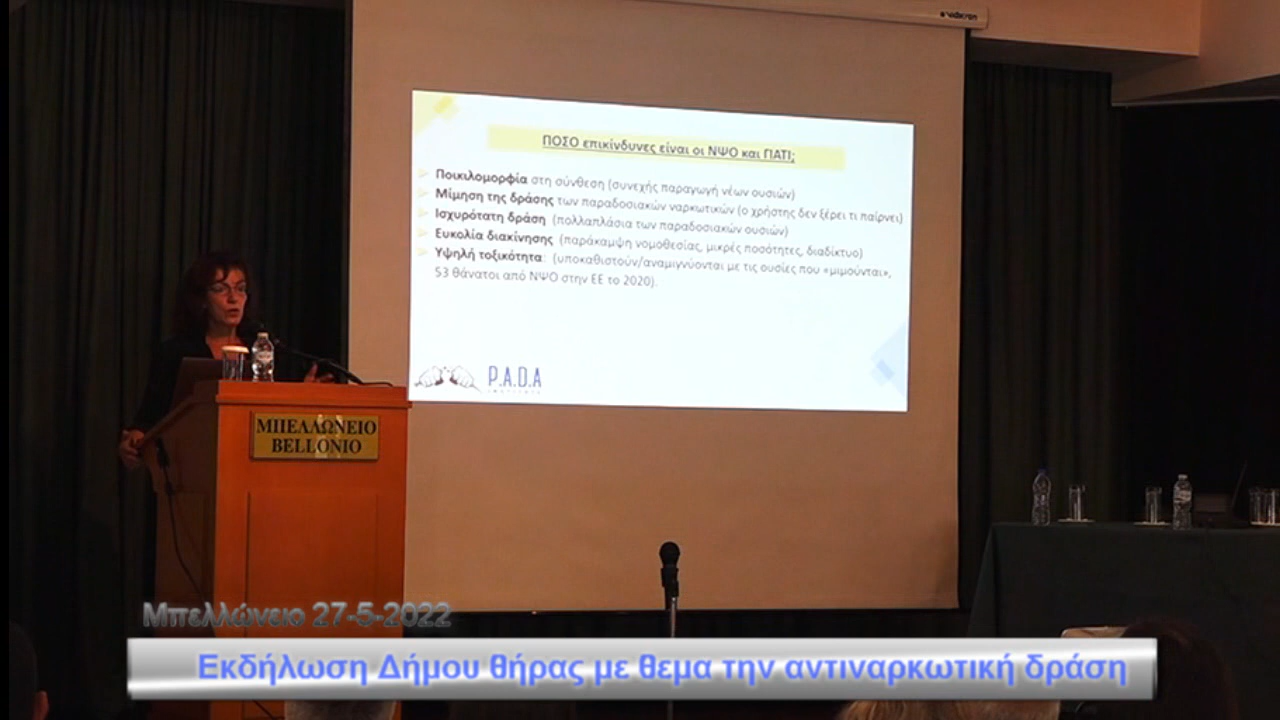 ΠΟΣΟ επικίνδυνες είναι οι ΝΨΟ και ΓΙΑΤΙ;
Ποικιλομορφία στη σύνθεση (συνεχής παραγωγή νέων ουσιών)
Μίμηση της δράσης των παραδοσιακών ναρκωτικών (ο χρήστης δεν ξέρει τι παίρνει)
Ισχυρότατη δράση (πολλαπλάσια των παραδοσιακών ουσιών)
Ευκολία διακίνησης (παράκαμψη νομοθεσίας, μικρές ποσότητες, διαδίκτυο)
Υψηλή τοξικότητα: (υποκαθιστούν/αναμιγνύονται με τις ουσίες που «μιμούνται»,
53 θάνατοι από ΝΨΟ στην ΕΕ το 2020).
P.A.D.A
ΜΠΕΛΛΩΝΕΙΟ
BELLONIO
Μπελλώνειο 27-5-2022
Εκδήλωση Δήμου θήρας με θεμα την αντιναρκωτική δράση